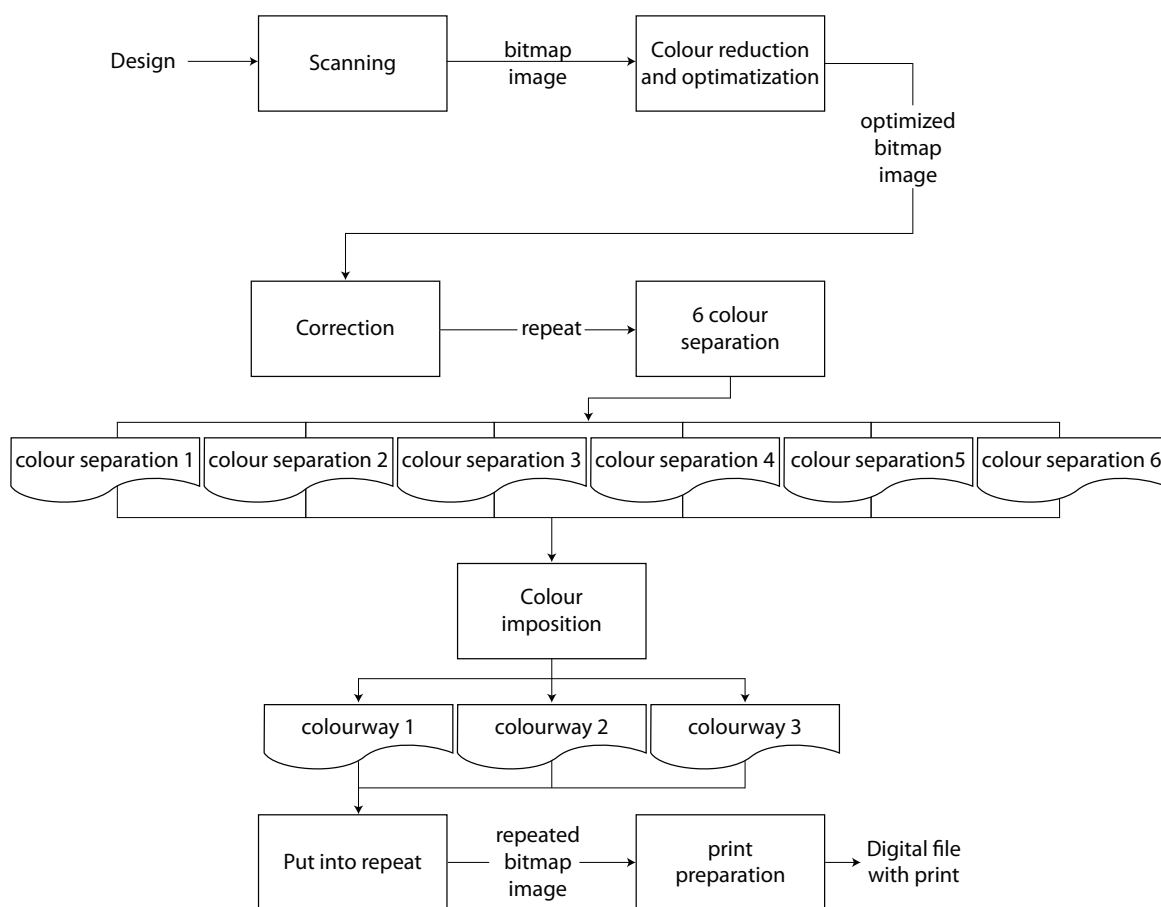 Design
Scanning
bitmap
image
Colour reduction
and optimatization
optimized
bitmap
image
Correction
repeat
6 colour
separation
colour separation 1
colour separation 2
colour separation 3
colour separation 4
colour separation5
colour separation 6
Colour
imposition
colourway 1
colourway 2
colourway 3
Put into repeat
repeated
bitmap
image
print
preparation
Digital file
with print